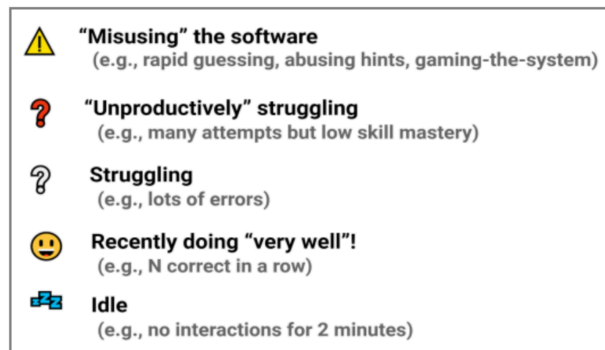 “Misusing” the software
(e.g., rapid guessing, abusing hints, gaming-the-system)
“Unproductively” struggling
(e.g., many attempts but low skill mastery)
Struggling
(e.g., lots of errors)
Recently doing “very well”!
(e.g., N correct in a row)
Idle
(e.g., no interactions for 2 minutes)